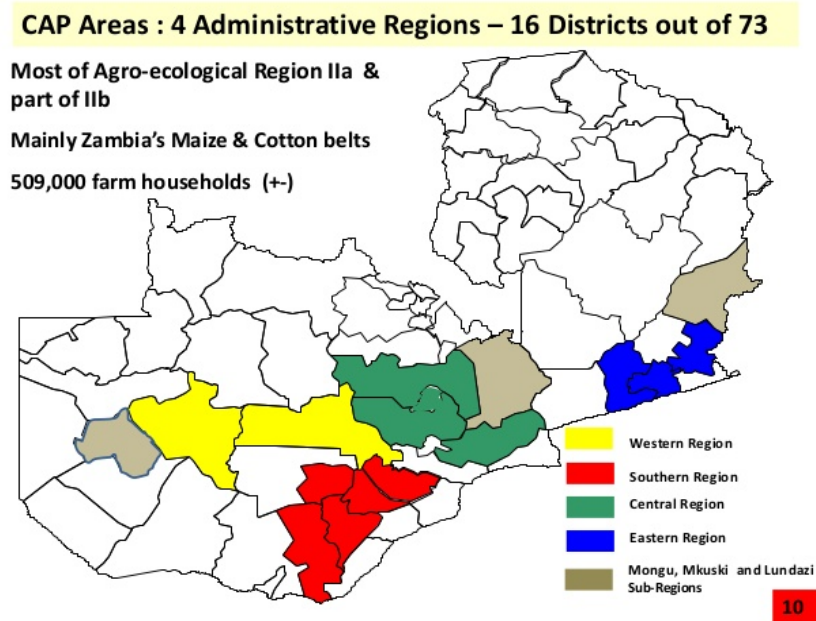 CAP Areas : 4 Administrative Regions – 16 Districts out of 73
Most of Agro-ecological Region IIa &
part of IIb
Mainly Zambia's Maize & Cotton belts
509,000 farm households (+-)
Western Region
Southern Region
Central Region
Eastern Region
Mongu, Mkuski and Lundazi
Sub-Regions
10